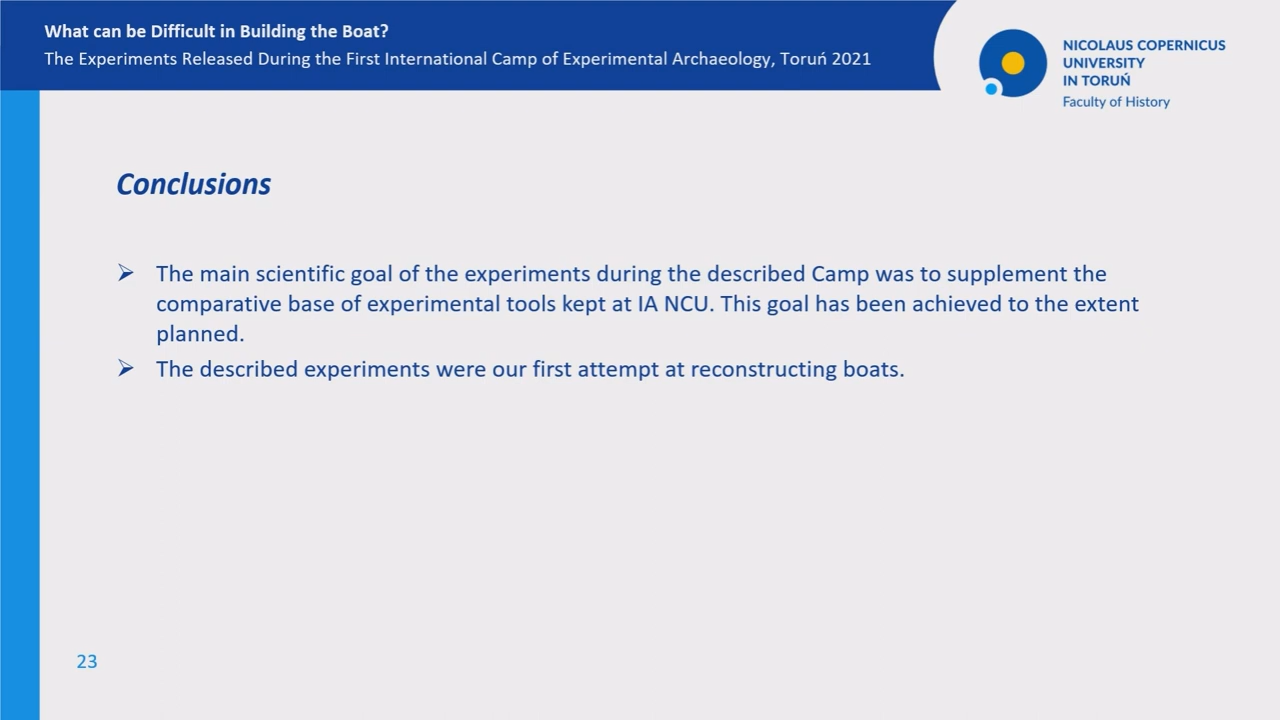 What can be Difficult in Building the Boat?
The Experiments Released During the First International Camp of Experimental Archaeology, Toruń 2021
NICOLAUS COPERNICUS
UNIVERSITY
IN TORUŃ
Faculty of History
Conclusions
➢ The main scientific goal of the experiments during the described Camp was to supplement the
comparative base of experimental tools kept at IA NCU. This goal has been achieved to the extent
planned.
➢ The described experiments were our first attempt at reconstructing boats.
23